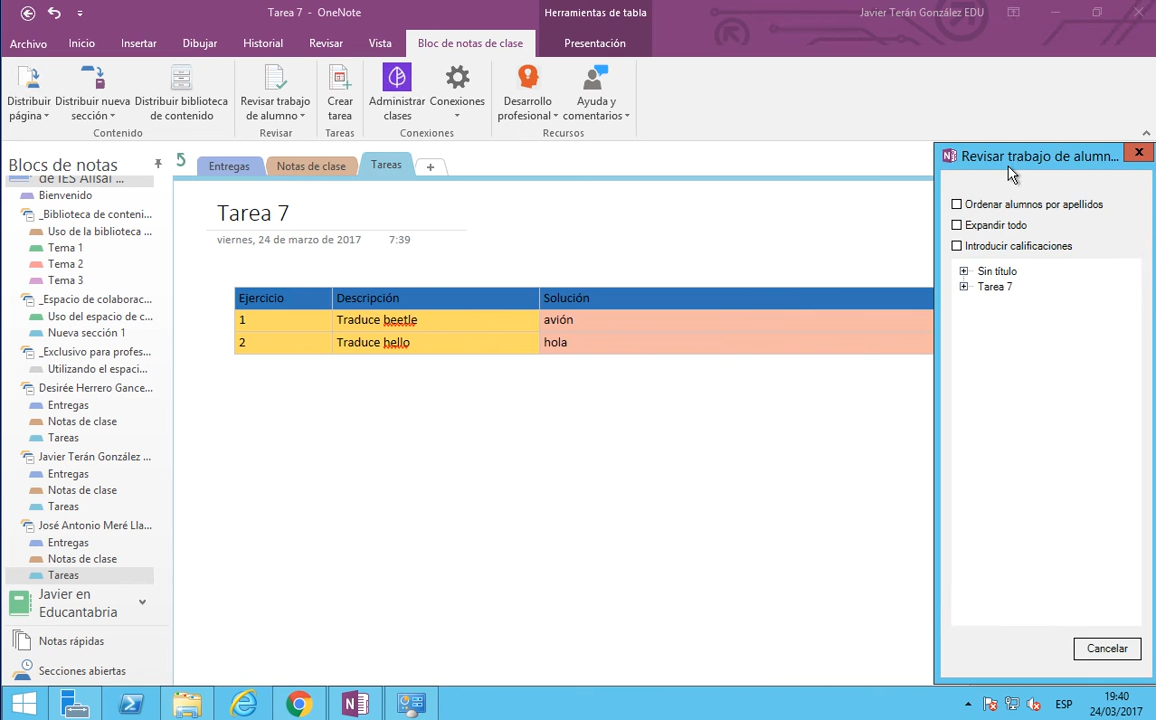 Tarea 7 - OneNote
Herramientas de tabla
Javier Terán González EDU
Archivo
Inicio
Insertar
Dibujar
Historial
Revisar
Vista
Bloc de notas de clase
Presentación
Distribuir página
Distribuir nueva sección
Distribuir biblioteca de contenido
Revisar trabajo de alumno
Crear tarea
Administrar clases
Conexiones
Desarrollo profesional
Ayuda y comentarios
Contenido
Revisar
Tareas
Conexiones
Recursos
Blocs de notas
de IES Alisal ...
Bienvenido
_Biblioteca de conteni...
Uso de la biblioteca ...
Tema 1
Tema 2
Tema 3
_Espacio de colaborac...
Uso del espacio de c...
Nueva sección 1
_Exclusivo para profes...
Utilizando el espaci...
Desirée Herrero Gance...
Entregas
Notas de clase
Tareas
Javier Terán González ...
Entregas
Notas de clase
Tareas
José Antonio Meré Lla...
Entregas
Notas de clase
Tareas
Javier en
Educantabria
Notas rápidas
Secciones abiertas
Entregas
Notas de clase
Tareas
Tarea 7
viernes, 24 de marzo de 2017 7:39
Ejercicio Descripción Solución
1 Traduce beetle avión
2 Traduce hello hola
Revisar trabajo de alumn...
Ordenar alumnos por apellidos
Expandir todo
Introducir calificaciones
Sin título
Tarea 7
Cancelar
ESP
19:40
24/03/2017